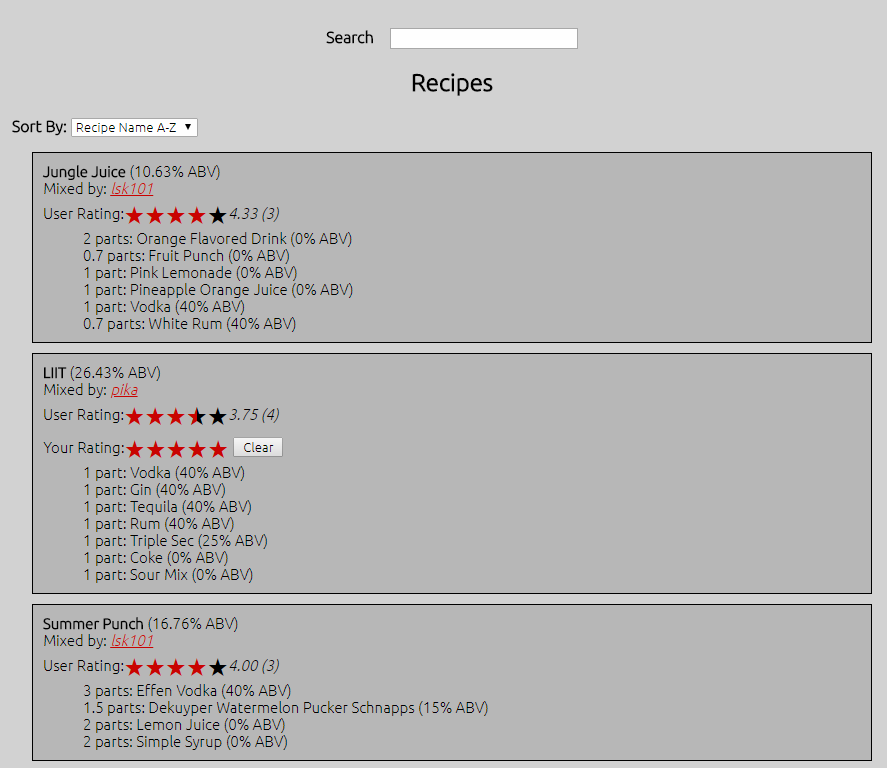 Search
Recipes
Sort By: Recipe Name A-Z
Jungle Juice (10.63% ABV)
Mixed by: lsk101
User Rating: 4.33 (3)
2 parts: Orange Flavored Drink (0% ABV)
0.7 parts: Fruit Punch (0% ABV)
1 part: Pink Lemonade (0% ABV)
1 part: Pineapple Orange Juice (0% ABV)
1 part: Vodka (40% ABV)
0.7 parts: White Rum (40% ABV)
LIIT (26.43% ABV)
Mixed by: pika
User Rating: 3.75 (4)
Your Rating: Clear
1 part: Vodka (40% ABV)
1 part: Gin (40% ABV)
1 part: Tequila (40% ABV)
1 part: Rum (40% ABV)
1 part: Triple Sec (25% ABV)
1 part: Coke (0% ABV)
1 part: Sour Mix (0% ABV)
Summer Punch (16.76% ABV)
Mixed by: lsk101
User Rating: 4.00 (3)
3 parts: Effen Vodka (40% ABV)
1.5 parts: Dekuyper Watermelon Pucker Schnapps (15% ABV)
2 parts: Lemon Juice (0% ABV)
2 parts: Simple Syrup (0% ABV)